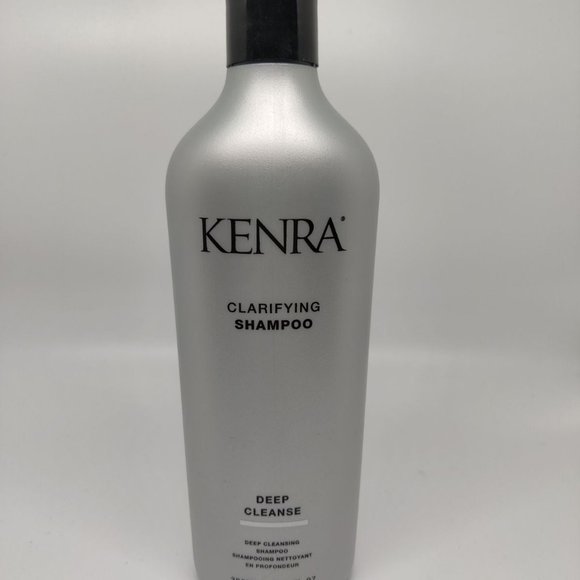 KENRA®
CLARIFYING
SHAMPOO
DEEP
CLEANSE
DEEP CLEANSING
SHAMPOO
SHAMPOOING NETTOYANT
EN PROFONDEUR